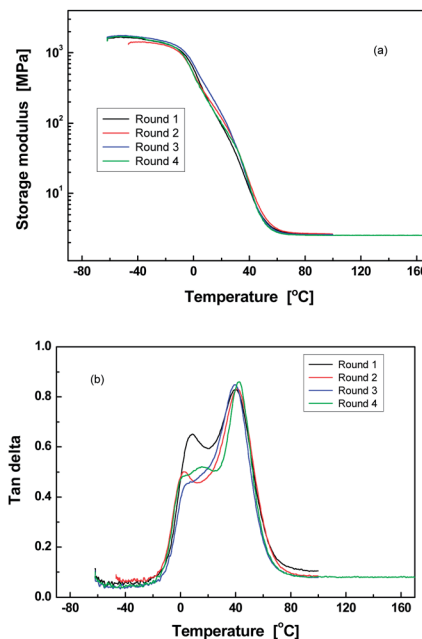 (a)
Storage modulus [MPa]
10³
10²
10¹
Round 1
Round 2
Round 3
Round 4
-80 -40 0 40 80 120 160
Temperature [°C]
(b)
Tan delta
1.0
0.8
0.6
0.4
0.2
0.0
Round 1
Round 2
Round 3
Round 4
-80 -40 0 40 80 120 160
Temperature [°C]